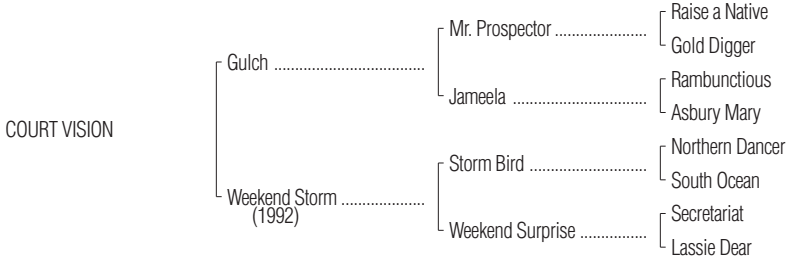 Raise a Native
Mr. Prospector ....................
Gold Digger
Gulch .................................
Rambunctious
Jameela .............................
Asbury Mary
COURT VISION
Northern Dancer
Storm Bird .........................
South Ocean
Weekend Storm ..................
(1992)
Secretariat
Weekend Surprise ...............
Lassie Dear